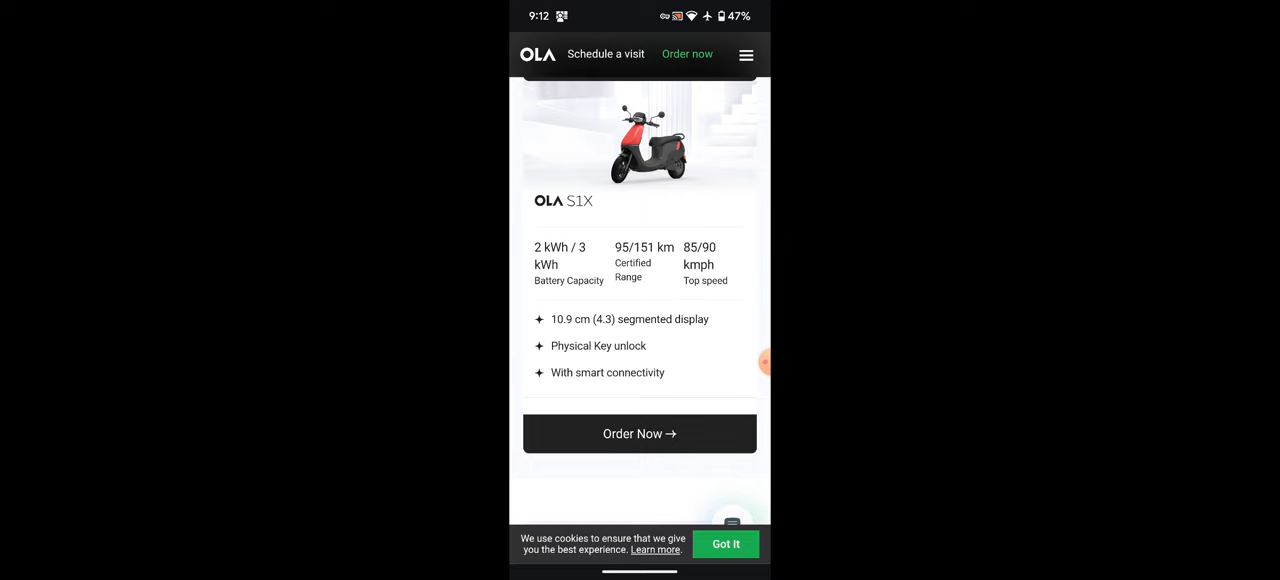 9:12
47%
OLA Schedule a visit Order now
OLA S1X
2 kWh / 3
kWh
Battery Capacity
95/151 km
Certified
Range
85/90
kmph
Top speed
10.9 cm (4.3) segmented display
Physical Key unlock
With smart connectivity
Order Now →
We use cookies to ensure that we give
you the best experience. Learn more.
Got It